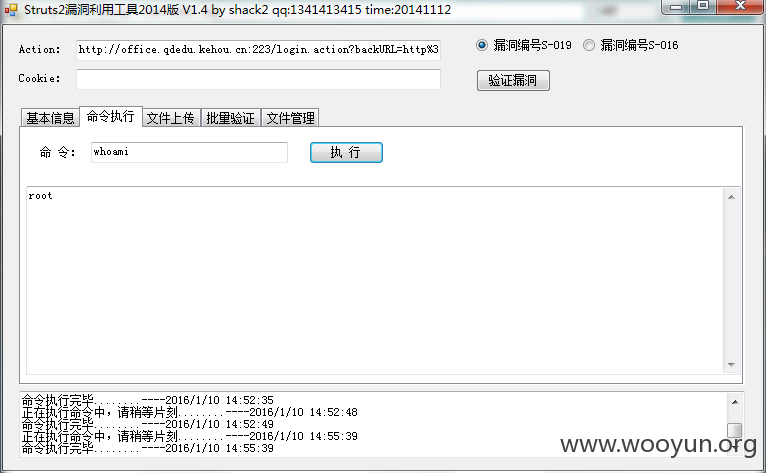 Struts2漏洞利用工具2014版 V1.4 by shack2 qq:1341413415 time:20141112
Action: http://office.qdedu.kehou.cn:223/login.action?backURL=http%3 漏洞编号S-019 漏洞编号S-016
Cookie: 验证漏洞
基本信息 命令执行 文件上传 批量验证 文件管理
命 令: whoami 执 行
root
命令执行完毕........----2016/1/10 14:52:35
正在执行命令中，请稍等片刻........----2016/1/10 14:52:48
命令执行完毕........----2016/1/10 14:52:49
正在执行命令中，请稍等片刻........----2016/1/10 14:55:39
命令执行完毕........----2016/1/10 14:55:39
www.wooyun.org